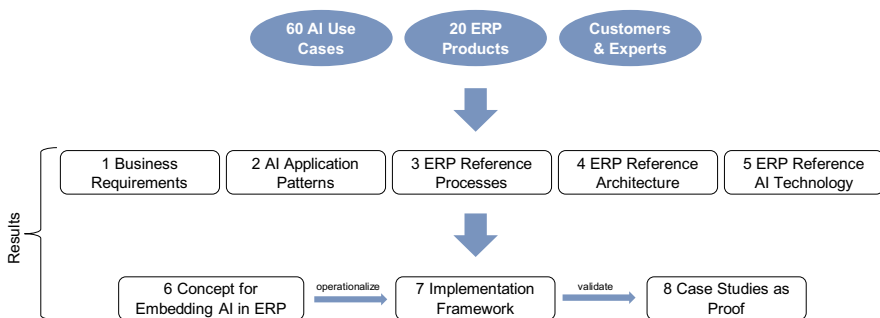 60 AI Use
Cases
20 ERP
Products
Customers
& Experts
Results
1 Business
Requirements
2 AI Application
Patterns
3 ERP Reference
Processes
4 ERP Reference
Architecture
5 ERP Reference
AI Technology
6 Concept for
Embedding AI in ERP
operationalize
7 Implementation
Framework
validate
8 Case Studies as
Proof